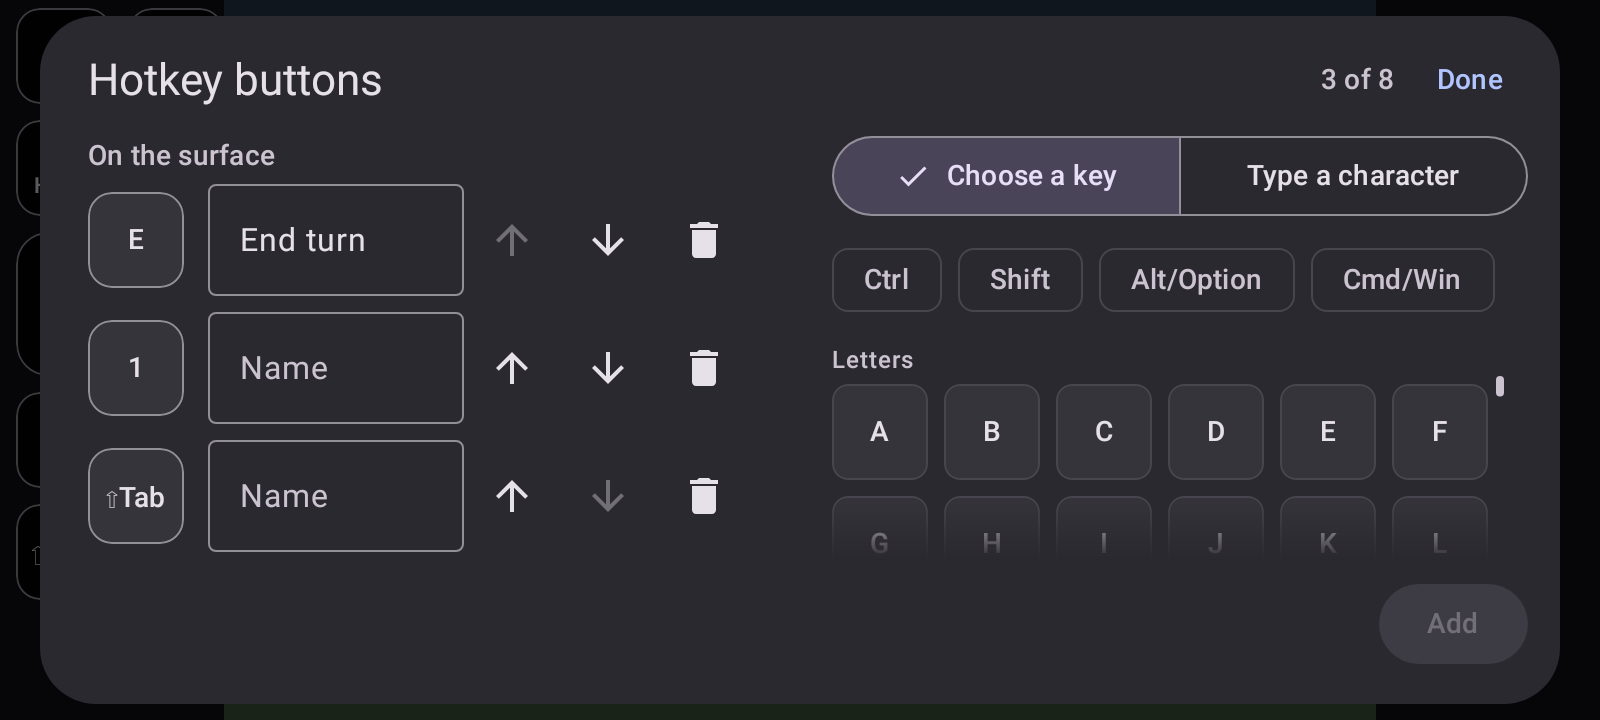 Hotkey buttons
3 of 8
Done
On the surface
E
End turn
1
Name
⇧Tab
Name
Choose a key
Type a character
Ctrl
Shift
Alt/Option
Cmd/Win
Letters
A B C D E F
G H I J K L
Add